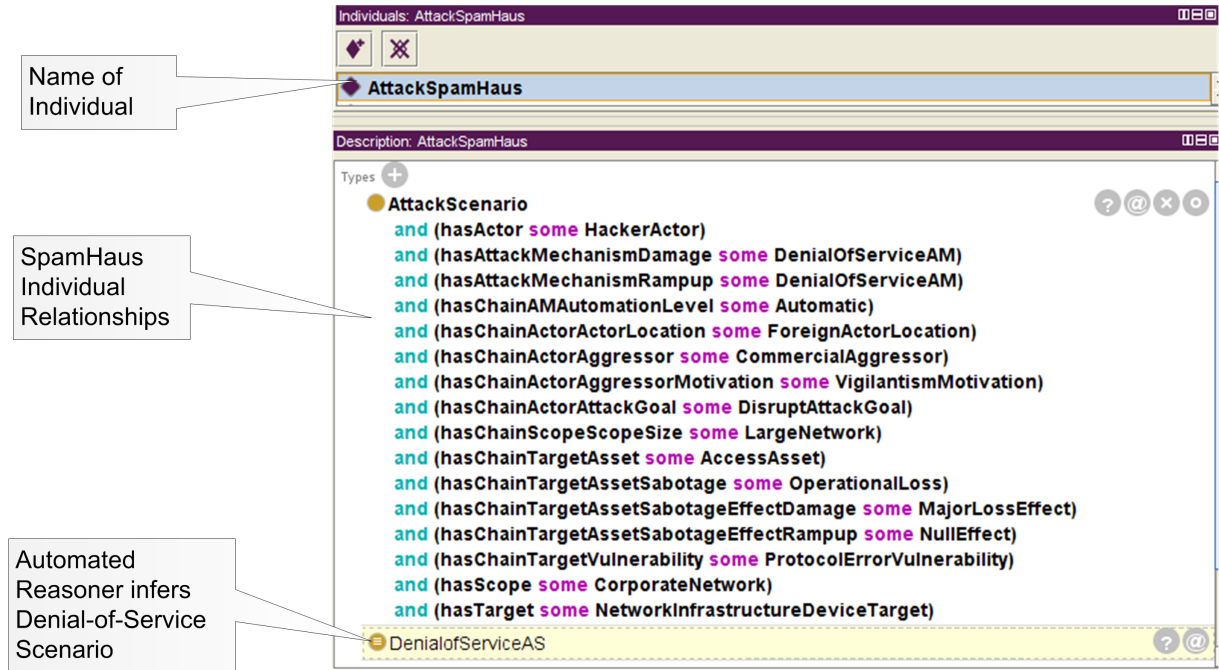 Individuals: AttackSpamHaus
Name of
Individual
AttackSpamHaus
Description: AttackSpamHaus
Types
AttackScenario
and (hasActor some HackerActor)
and (hasAttackMechanismDamage some DenialOfServiceAM)
and (hasAttackMechanismRampup some DenialOfServiceAM)
SpamHaus
Individual
Relationships
and (hasChainAMAutomationLevel some Automatic)
and (hasChainActorActorLocation some ForeignActorLocation)
and (hasChainActorAggressor some CommercialAggressor)
and (hasChainActorAggressorMotivation some VigilantismMotivation)
and (hasChainActorAttackGoal some DisruptAttackGoal)
and (hasChainScopeScopeSize some LargeNetwork)
and (hasChainTargetAsset some AccessAsset)
and (hasChainTargetAssetSabotage some OperationalLoss)
and (hasChainTargetAssetSabotageEffectDamage some MajorLossEffect)
and (hasChainTargetAssetSabotageEffectRampup some NullEffect)
and (hasChainTargetVulnerability some ProtocolErrorVulnerability)
and (hasScope some CorporateNetwork)
and (hasTarget some NetworkInfrastructureDeviceTarget)
Automated
Reasoner infers
Denial-of-Service
Scenario
DenialofServiceAS